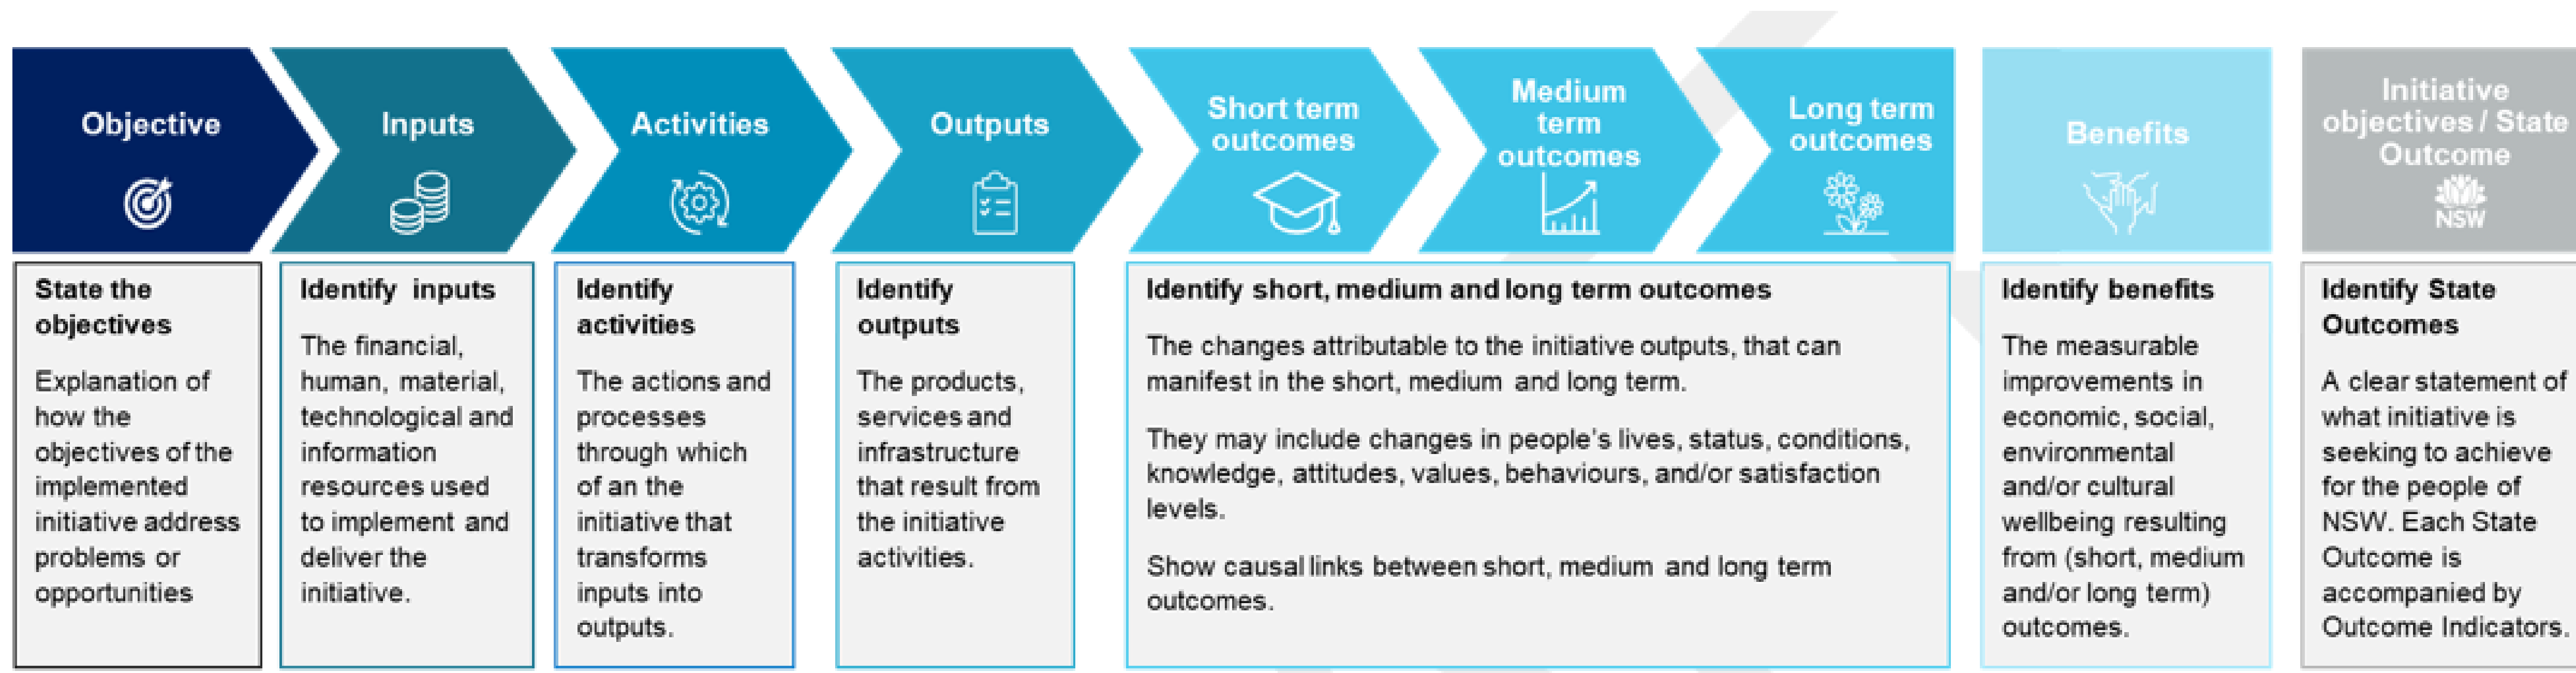 Objective
Inputs
Activities
Outputs
Short term
outcomes
Medium
term
outcomes
Long term
outcomes
Benefits
Initiative
objectives / State
Outcome
NSW
State the
objectives
Explanation of
how the
objectives of the
implemented
initiative address
problems or
opportunities
Identify inputs
The financial,
human, material,
technological and
information
resources used
to implement and
deliver the
initiative.
Identify
activities
The actions and
processes
through which
of an the
initiative that
transforms
inputs into
outputs.
Identify
outputs
The products,
services and
infrastructure
that result from
the initiative
activities.
Identify short, medium and long term outcomes
The changes attributable to the initiative outputs, that can
manifest in the short, medium and long term.
They may include changes in people's lives, status, conditions,
knowledge, attitudes, values, behaviours, and/or satisfaction
levels.
Show causal links between short, medium and long term
outcomes.
Identify benefits
The measurable
improvements in
economic, social,
environmental
and/or cultural
wellbeing resulting
from (short, medium
and/or long term)
outcomes.
Identify State
Outcomes
A clear statement of
what initiative is
seeking to achieve
for the people of
NSW. Each State
Outcome is
accompanied by
Outcome Indicators.